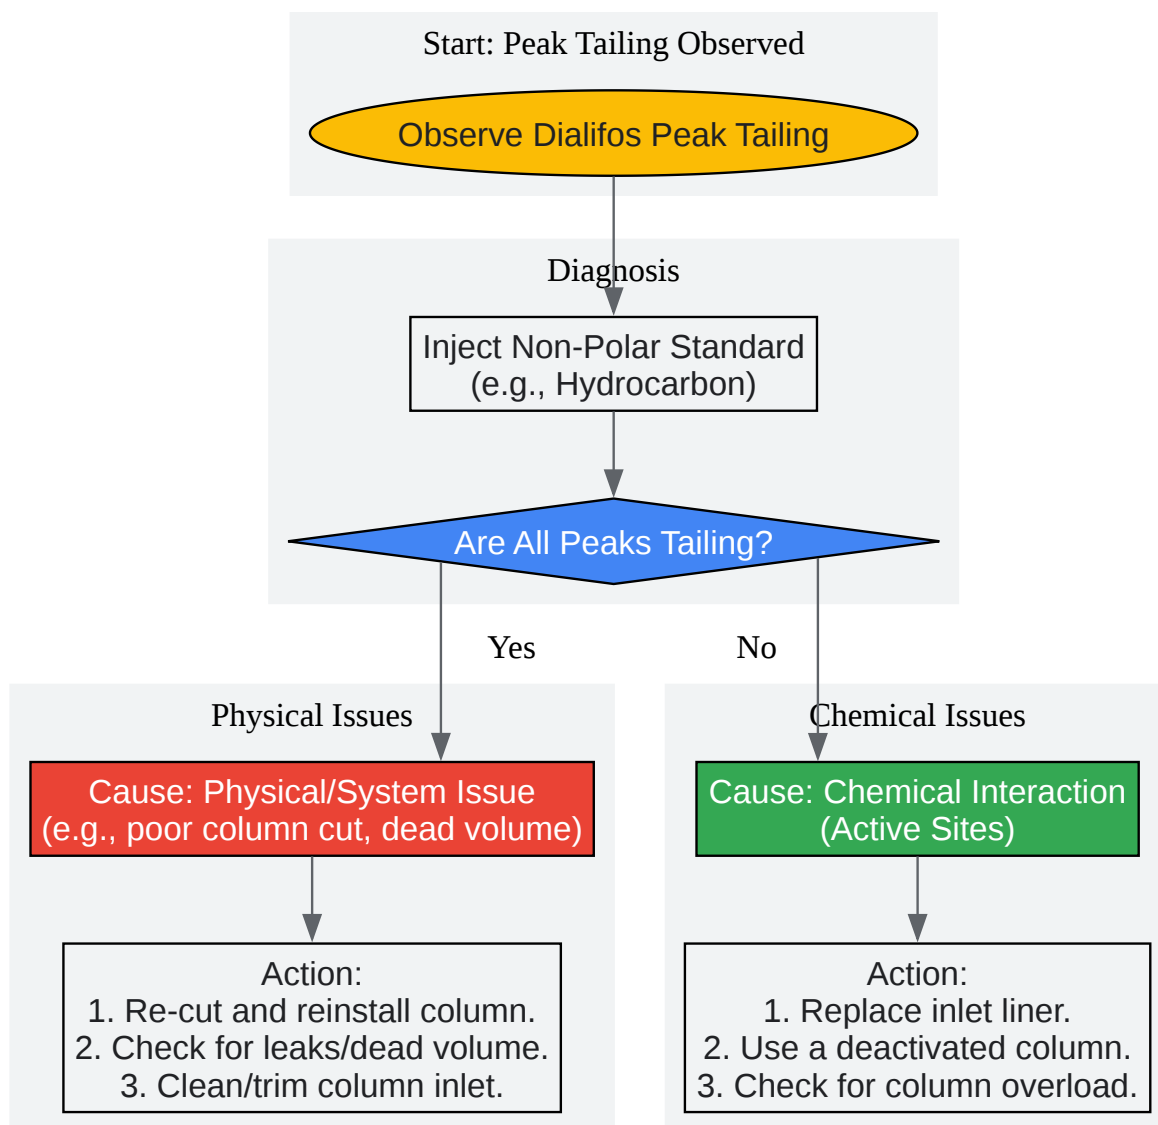 Start: Peak Tailing Observed
Observe Dialifos Peak Tailing
Diagnosis
Inject Non-Polar Standard
(e.g., Hydrocarbon)
Are All Peaks Tailing?
Yes
No
Physical Issues
Cause: Physical/System Issue
(e.g., poor column cut, dead volume)
Action:
1. Re-cut and reinstall column.
2. Check for leaks/dead volume.
3. Clean/trim column inlet.
Chemical Issues
Cause: Chemical Interaction
(Active Sites)
Action:
1. Replace inlet liner.
2. Use a deactivated column.
3. Check for column overload.